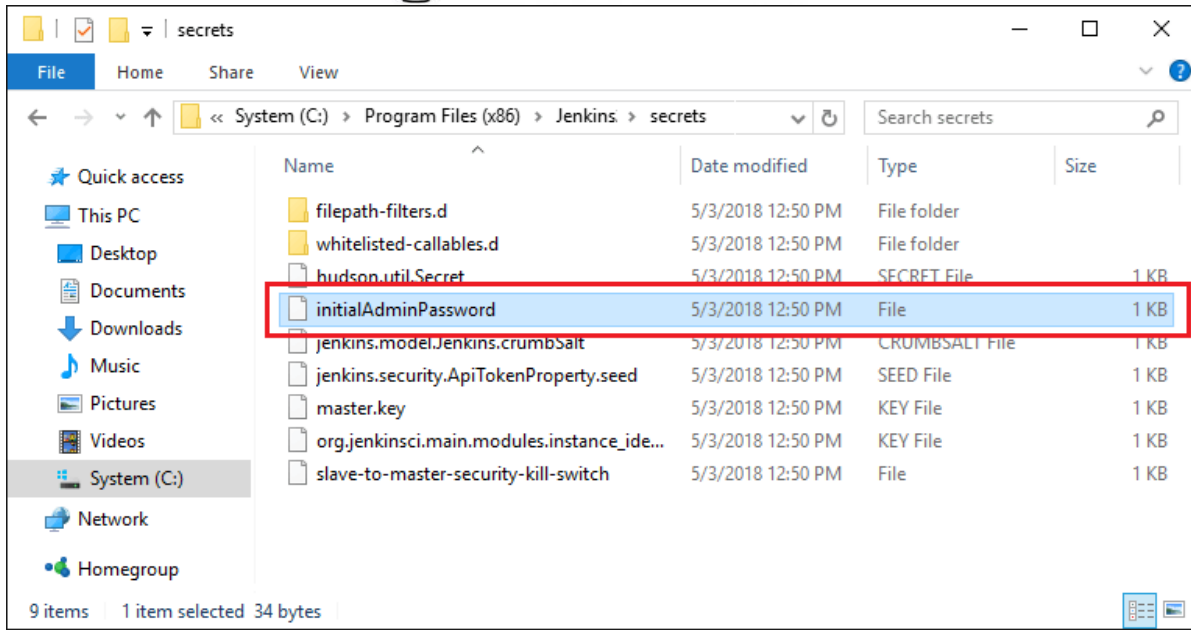 secrets
File Home Share View
« System (C:) › Program Files (x86) › Jenkins › secrets Search secrets
Name Date modified Type Size
Quick access
This PC
Desktop
Documents
Downloads
Music
Pictures
Videos
System (C:)
Network
Homegroup
filepath-filters.d 5/3/2018 12:50 PM File folder
whitelisted-callables.d 5/3/2018 12:50 PM File folder
hudson.util.Secret 5/3/2018 12:50 PM SECRET File 1 KB
initialAdminPassword 5/3/2018 12:50 PM File 1 KB
jenkins.model.Jenkins.crumbSalt 5/3/2018 12:50 PM CRUMBSALT File 1 KB
jenkins.security.ApiTokenProperty.seed 5/3/2018 12:50 PM SEED File 1 KB
master.key 5/3/2018 12:50 PM KEY File 1 KB
org.jenkinsci.main.modules.instance_ide... 5/3/2018 12:50 PM KEY File 1 KB
slave-to-master-security-kill-switch 5/3/2018 12:50 PM File 1 KB
9 items 1 item selected 34 bytes